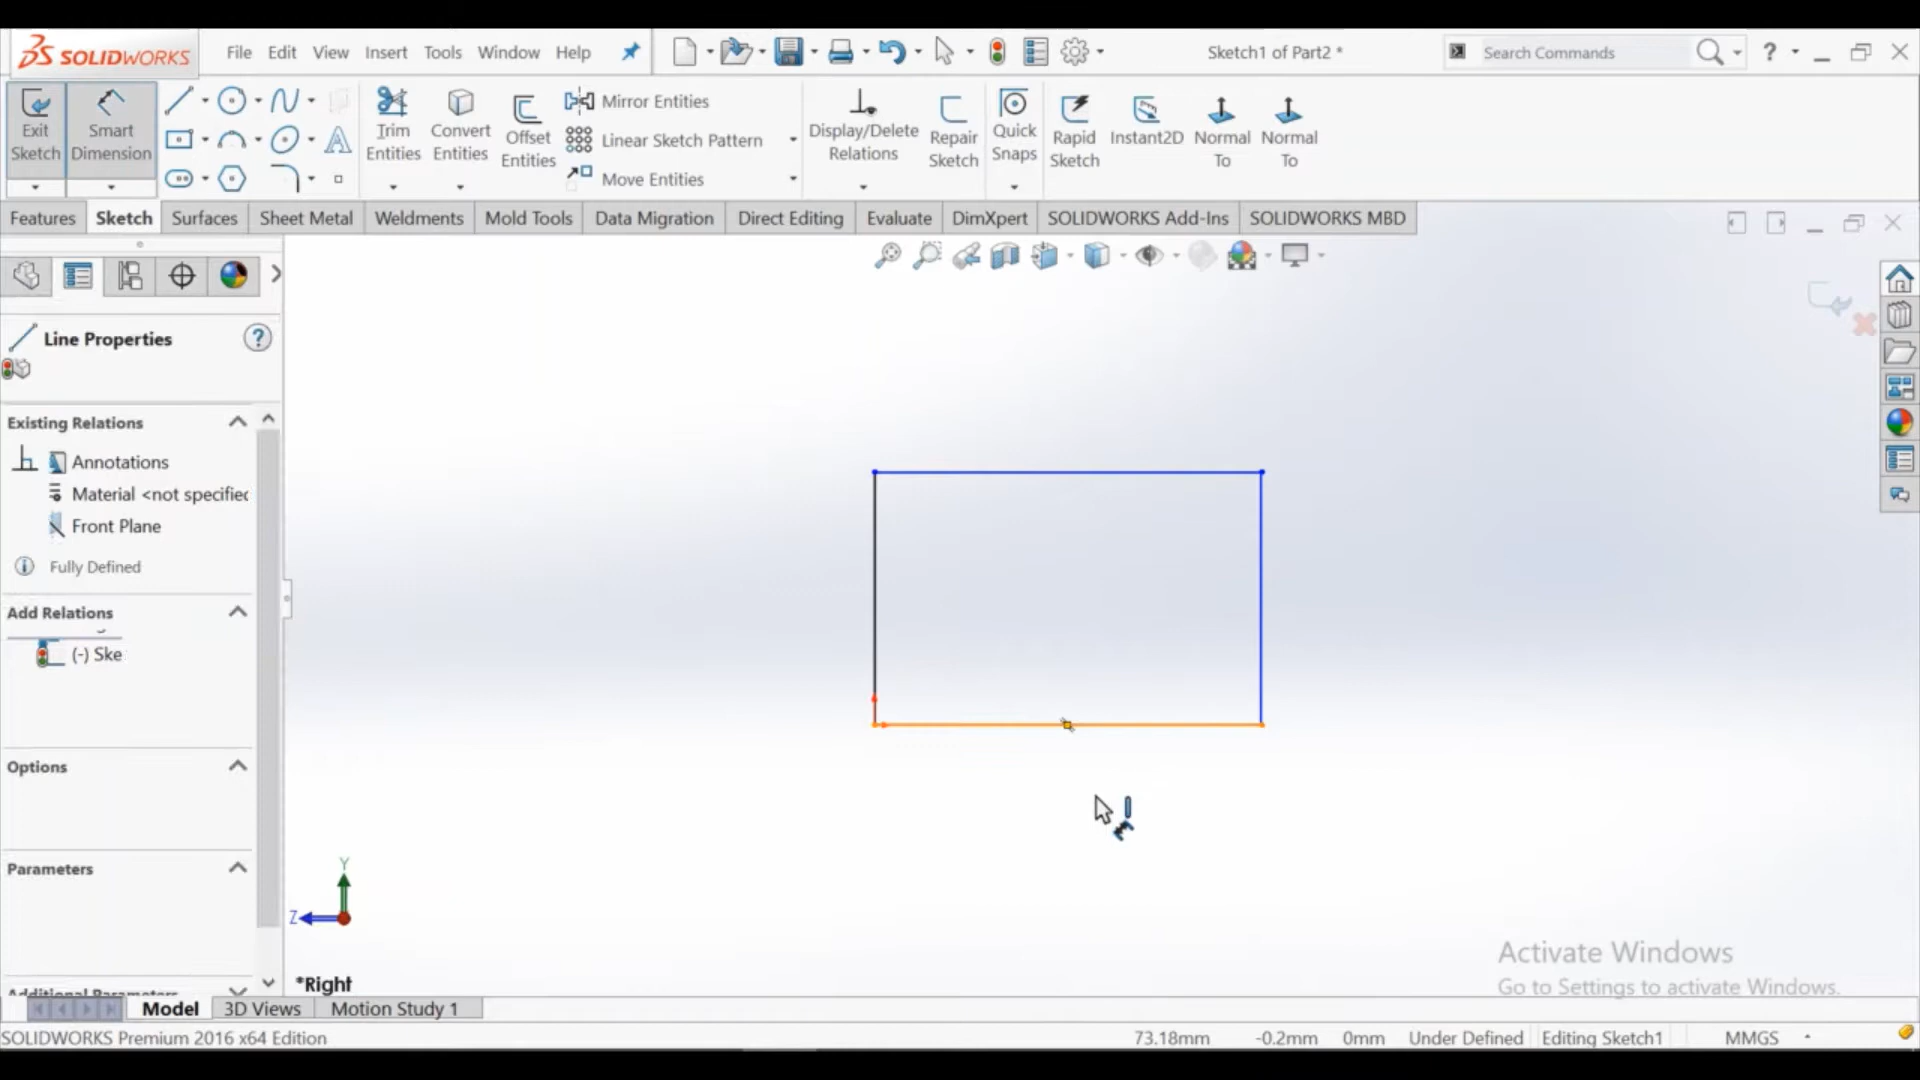 SOLIDWORKS File Edit View Insert Tools Window Help Sketch1 of Part2 * Search Commands ?
Exit Sketch
Smart Dimension
Trim Entities
Convert Entities
Offset Entities
Mirror Entities
Linear Sketch Pattern
Move Entities
Display/Delete Relations
Repair Sketch
Quick Snaps
Rapid Sketch
Instant2D
Normal To
Normal To
Features Sketch Surfaces Sheet Metal Weldments Mold Tools Data Migration Direct Editing Evaluate DimXpert SOLIDWORKS Add-Ins SOLIDWORKS MBD
Line Properties ?
Existing Relations
Annotations
Material <not specified
Front Plane
Fully Defined
Add Relations
(-) Ske
Options
Parameters
Y
Z
*Right
Activate Windows
Go to Settings to activate Windows.
Additional Parameters
Model 3D Views Motion Study 1
SOLIDWORKS Premium 2016 x64 Edition 73.18mm -0.2mm 0mm Under Defined Editing Sketch1 MMGS